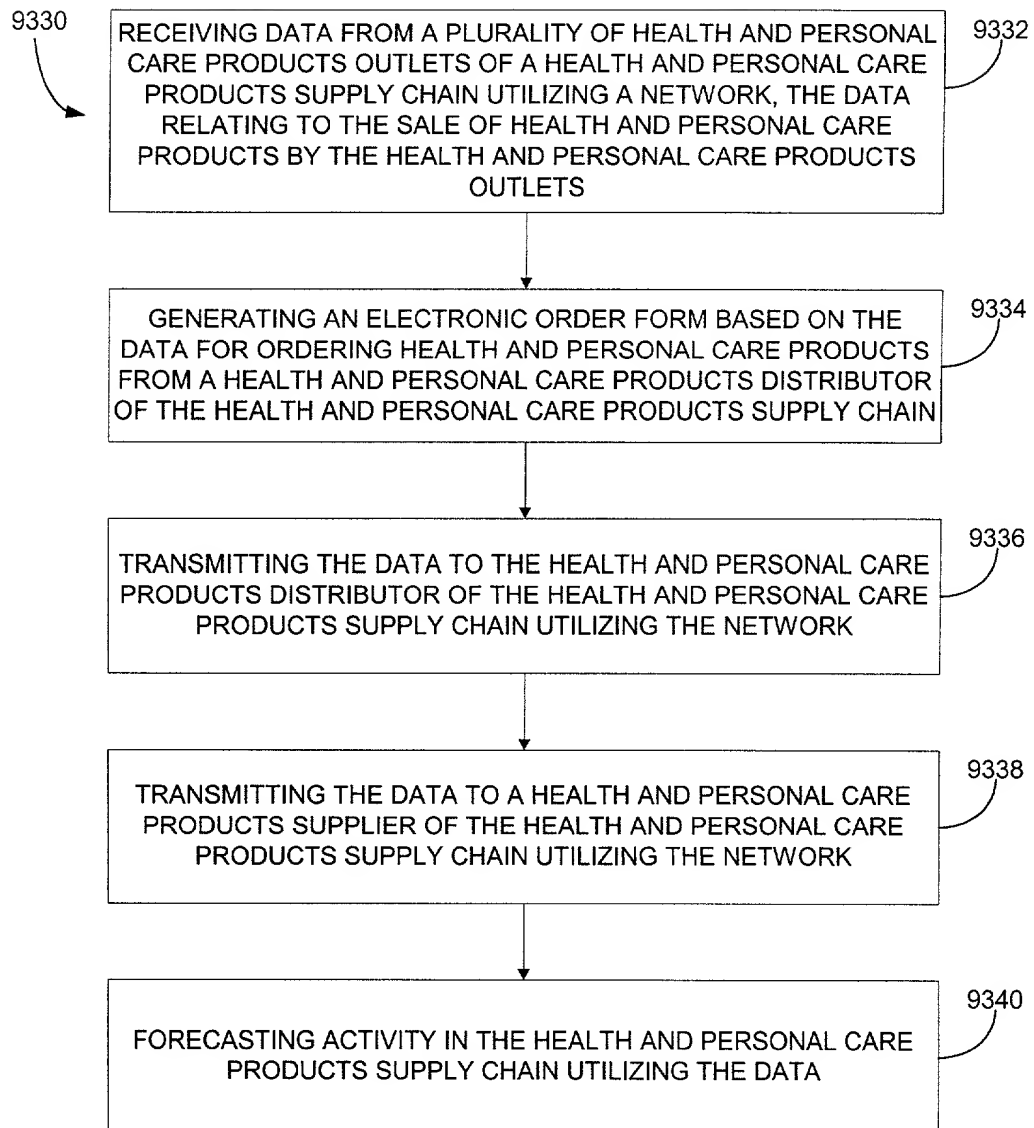 9330
RECEIVING DATA FROM A PLURALITY OF HEALTH AND PERSONAL
CARE PRODUCTS OUTLETS OF A HEALTH AND PERSONAL CARE
PRODUCTS SUPPLY CHAIN UTILIZING A NETWORK, THE DATA
RELATING TO THE SALE OF HEALTH AND PERSONAL CARE
PRODUCTS BY THE HEALTH AND PERSONAL CARE PRODUCTS
OUTLETS
9332
GENERATING AN ELECTRONIC ORDER FORM BASED ON THE
DATA FOR ORDERING HEALTH AND PERSONAL CARE PRODUCTS
FROM A HEALTH AND PERSONAL CARE PRODUCTS DISTRIBUTOR
OF THE HEALTH AND PERSONAL CARE PRODUCTS SUPPLY CHAIN
9334
TRANSMITTING THE DATA TO THE HEALTH AND PERSONAL CARE
PRODUCTS DISTRIBUTOR OF THE HEALTH AND PERSONAL CARE
PRODUCTS SUPPLY CHAIN UTILIZING THE NETWORK
9336
TRANSMITTING THE DATA TO A HEALTH AND PERSONAL CARE
PRODUCTS SUPPLIER OF THE HEALTH AND PERSONAL CARE
PRODUCTS SUPPLY CHAIN UTILIZING THE NETWORK
9338
FORECASTING ACTIVITY IN THE HEALTH AND PERSONAL CARE
PRODUCTS SUPPLY CHAIN UTILIZING THE DATA
9340